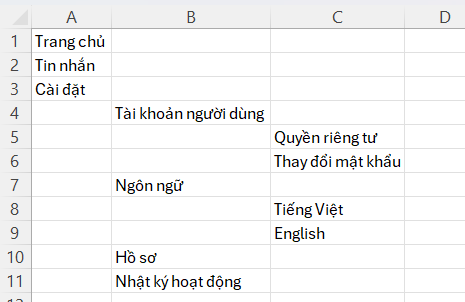 A B C D
1 Trang chủ
2 Tin nhắn
3 Cài đặt
4 Tài khoản người dùng
5 Quyền riêng tư
6 Thay đổi mật khẩu
7 Ngôn ngữ
8 Tiếng Việt
9 English
10 Hồ sơ
11 Nhật ký hoạt động